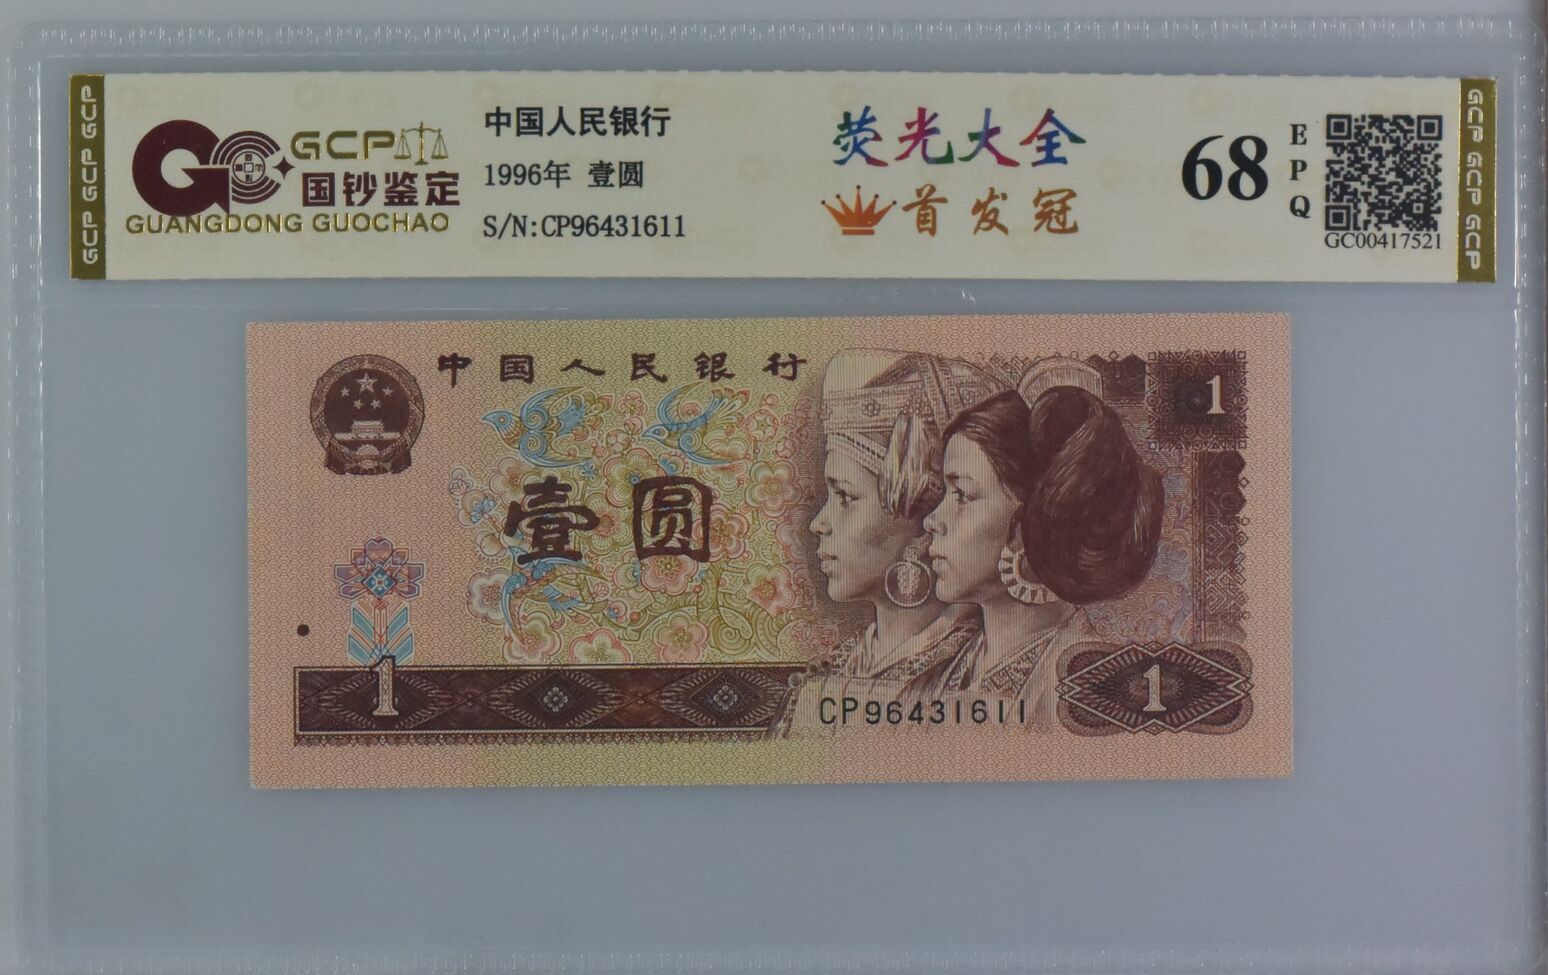 GCP GCP GCP
GCP
国钞鉴定
GUANGDONG GUOCHAO
中国人民银行
1996年 壹圆
S/N:CP96431611
荧光大全
首发冠
68
EPQ
GC00417521
GCP GCP GCP
中国人民银行
1
壹圆
1
CP96431611
1